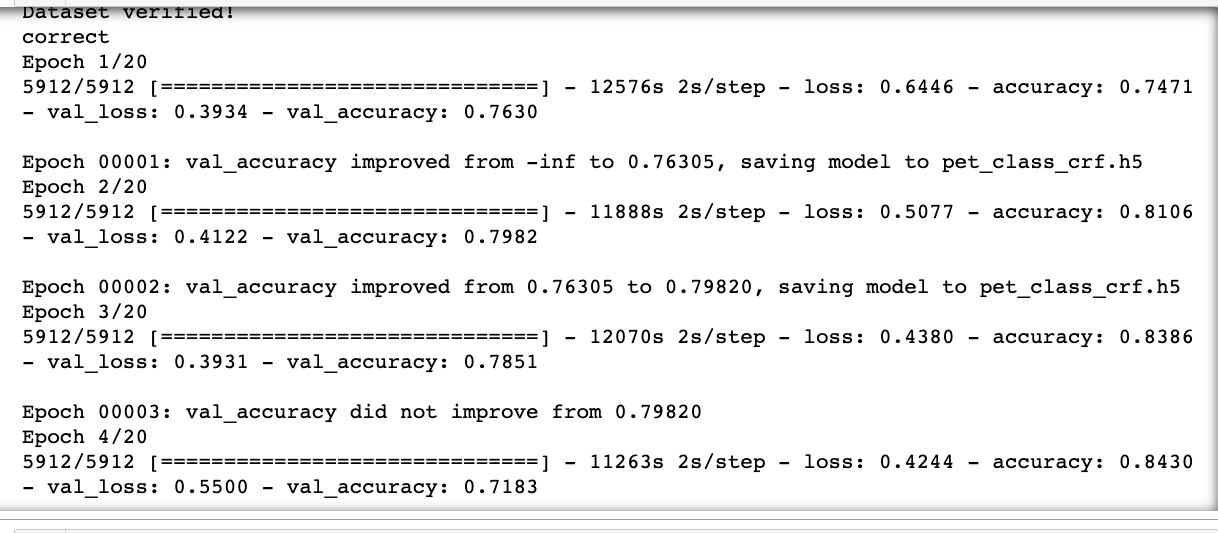 Dataset verified!
correct
Epoch 1/20
5912/5912 [==============================] - 12576s 2s/step - loss: 0.6446 - accuracy: 0.7471
- val_loss: 0.3934 - val_accuracy: 0.7630
Epoch 00001: val_accuracy improved from -inf to 0.76305, saving model to pet_class_crf.h5
Epoch 2/20
5912/5912 [==============================] - 11888s 2s/step - loss: 0.5077 - accuracy: 0.8106
- val_loss: 0.4122 - val_accuracy: 0.7982
Epoch 00002: val_accuracy improved from 0.76305 to 0.79820, saving model to pet_class_crf.h5
Epoch 3/20
5912/5912 [==============================] - 12070s 2s/step - loss: 0.4380 - accuracy: 0.8386
- val_loss: 0.3931 - val_accuracy: 0.7851
Epoch 00003: val_accuracy did not improve from 0.79820
Epoch 4/20
5912/5912 [==============================] - 11263s 2s/step - loss: 0.4244 - accuracy: 0.8430
- val_loss: 0.5500 - val_accuracy: 0.7183